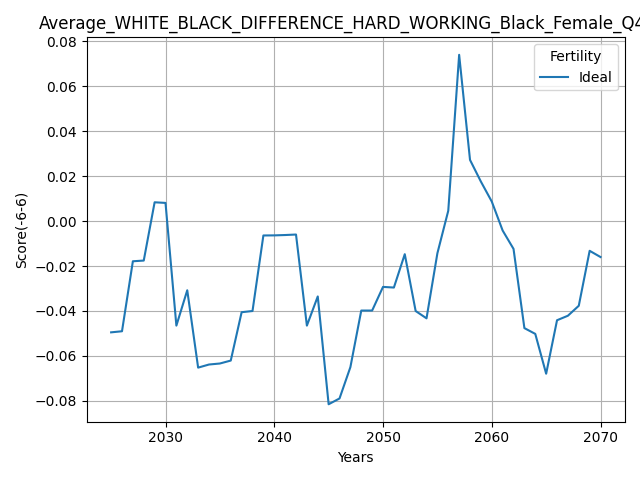 Average_WHITE_BLACK_DIFFERENCE_HARD_WORKING_Black_Female_Q4
0.08
0.06
0.04
0.02
0.00
−0.02
−0.04
−0.06
−0.08
Score(-6-6)
Fertility
Ideal
2030 2040 2050 2060 2070
Years